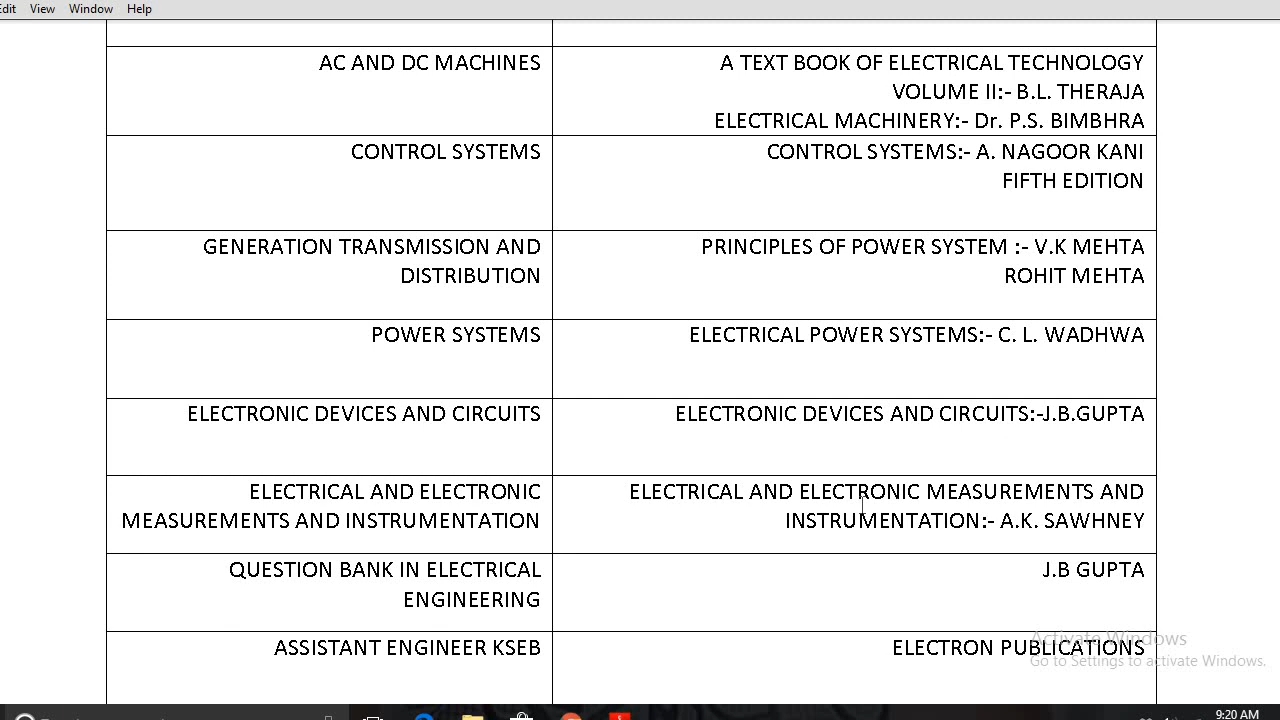 Edit View Window Help
AC AND DC MACHINES
A TEXT BOOK OF ELECTRICAL TECHNOLOGY
VOLUME II:- B.L. THERAJA
ELECTRICAL MACHINERY:- Dr. P.S. BIMBHRA
CONTROL SYSTEMS
CONTROL SYSTEMS:- A. NAGOOR KANI
FIFTH EDITION
GENERATION TRANSMISSION AND
DISTRIBUTION
PRINCIPLES OF POWER SYSTEM :- V.K MEHTA
ROHIT MEHTA
POWER SYSTEMS
ELECTRICAL POWER SYSTEMS:- C. L. WADHWA
ELECTRONIC DEVICES AND CIRCUITS
ELECTRONIC DEVICES AND CIRCUITS:-J.B.GUPTA
ELECTRICAL AND ELECTRONIC
MEASUREMENTS AND INSTRUMENTATION
ELECTRICAL AND ELECTRONIC MEASUREMENTS AND
INSTRUMENTATION:- A.K. SAWHNEY
QUESTION BANK IN ELECTRICAL
ENGINEERING
J.B GUPTA
ASSISTANT ENGINEER KSEB
ELECTRON PUBLICATIONS
Activate Windows
Go to Settings to activate Windows.
9:20 AM